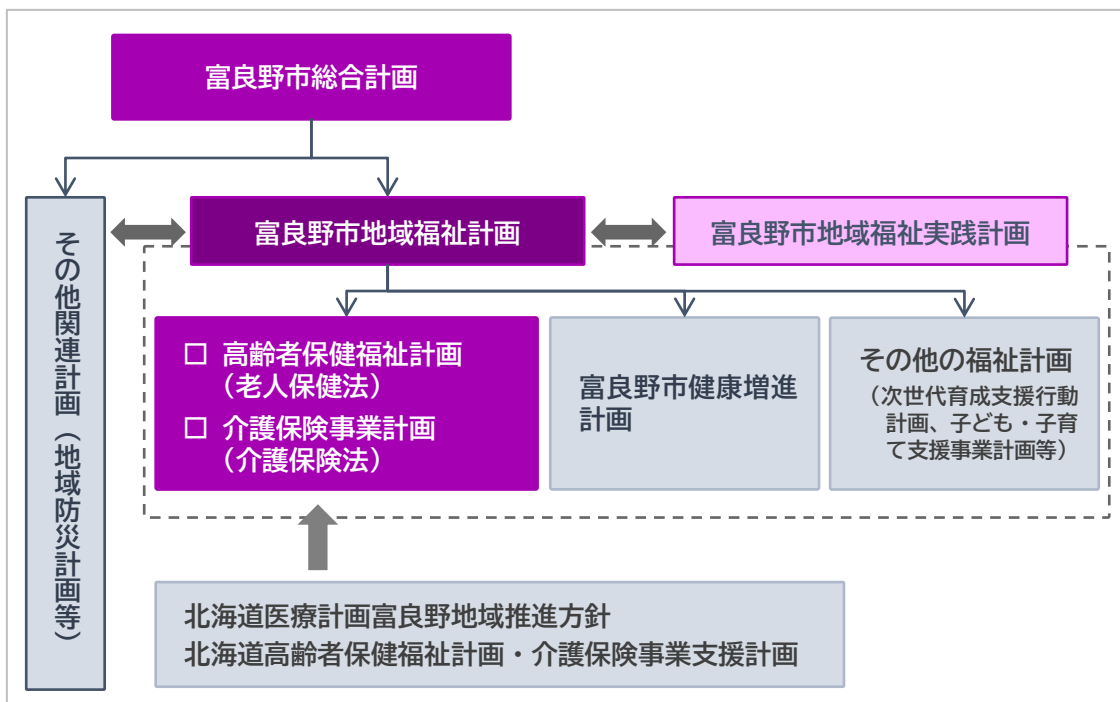 富良野市総合計画
その他関連計画（地域防災計画等）
富良野市地域福祉計画
富良野市地域福祉実践計画
□ 高齢者保健福祉計画
（老人保健法）
□ 介護保険事業計画
（介護保険法）
富良野市健康増進
計画
その他の福祉計画
（次世代育成支援行動
計画、子ども・子育
て支援事業計画等）
北海道医療計画富良野地域推進方針
北海道高齢者保健福祉計画・介護保険事業支援計画